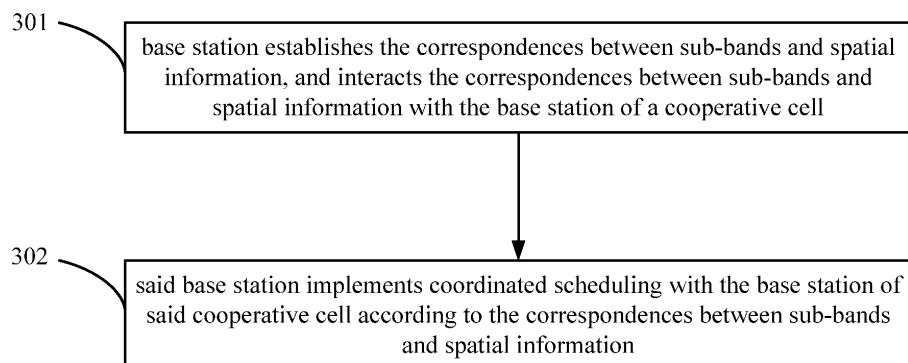 301
base station establishes the correspondences between sub-bands and spatial
information, and interacts the correspondences between sub-bands and
spatial information with the base station of a cooperative cell
302
said base station implements coordinated scheduling with the base station of
said cooperative cell according to the correspondences between sub-bands
and spatial information